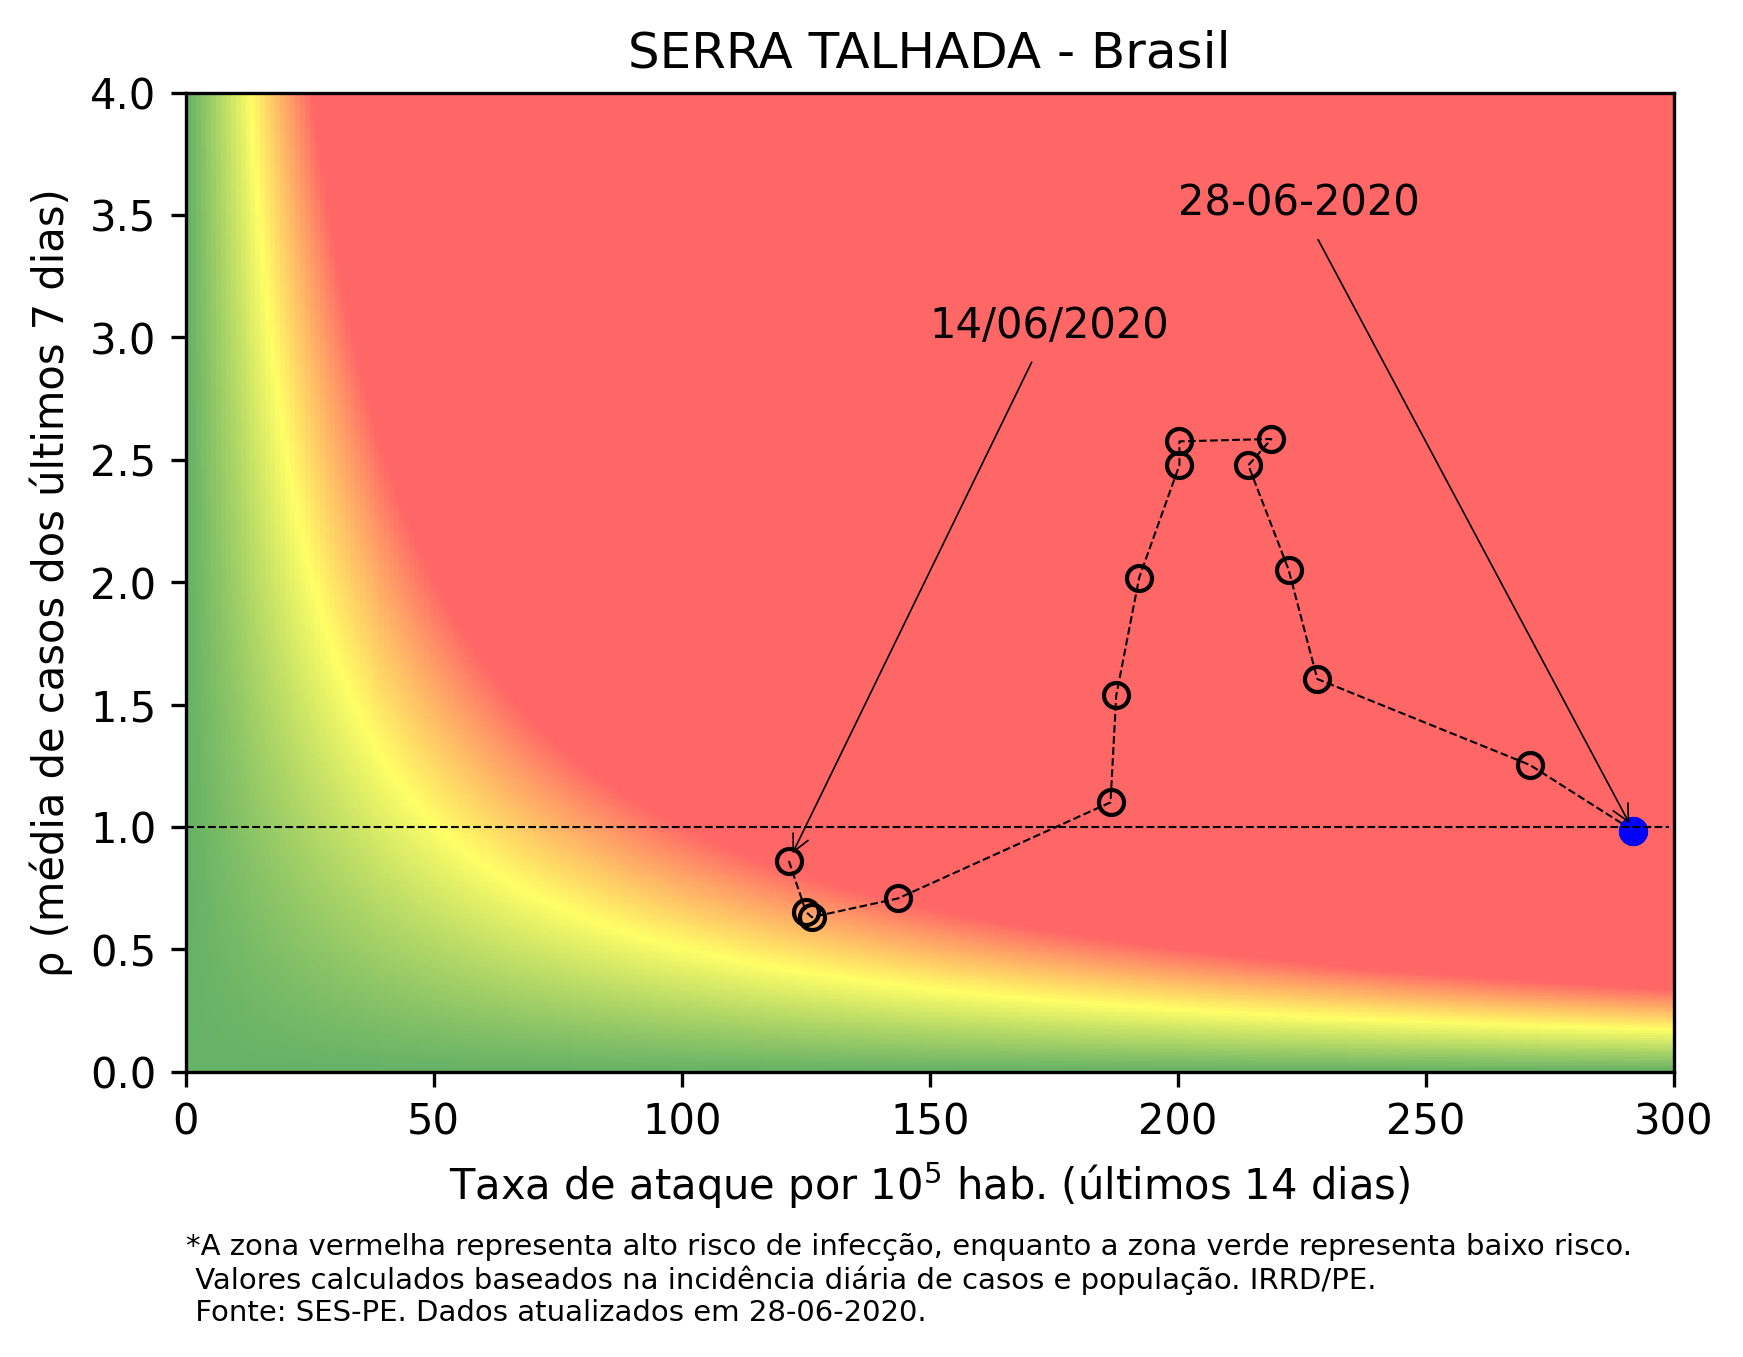 SERRA TALHADA - Brasil
4.0
3.5
3.0
2.5
2.0
1.5
1.0
0.5
0.0
ρ (média de casos dos últimos 7 dias)
28-06-2020
14/06/2020
0 50 100 150 200 250 300
Taxa de ataque por 10⁵ hab. (últimos 14 dias)
*A zona vermelha representa alto risco de infecção, enquanto a zona verde representa baixo risco.
Valores calculados baseados na incidência diária de casos e população. IRRD/PE.
Fonte: SES-PE. Dados atualizados em 28-06-2020.